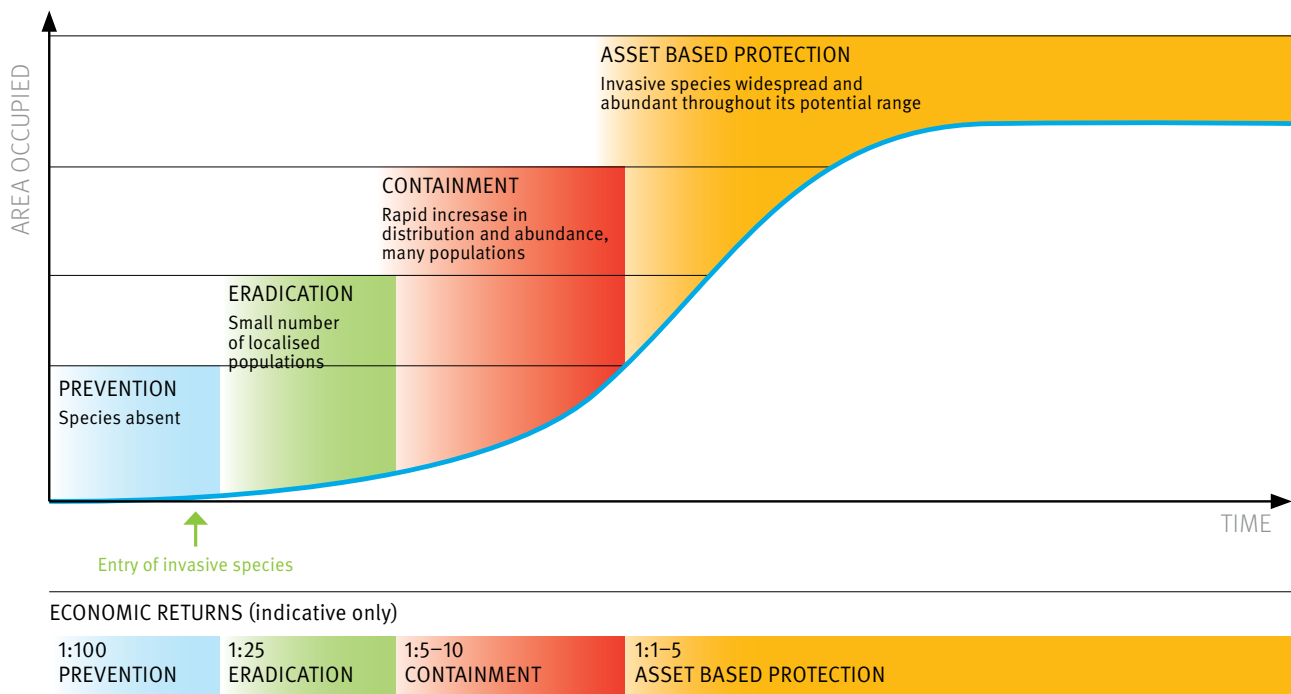 AREA OCCUPIED
ASSET BASED PROTECTION
Invasive species widespread and
abundant throughout its potential range
CONTAINMENT
Rapid incresase in
distribution and abundance,
many populations
ERADICATION
Small number
of localised
populations
PREVENTION
Species absent
TIME
Entry of invasive species
ECONOMIC RETURNS (indicative only)
1:100
PREVENTION
1:25
ERADICATION
1:5–10
CONTAINMENT
1:1–5
ASSET BASED PROTECTION